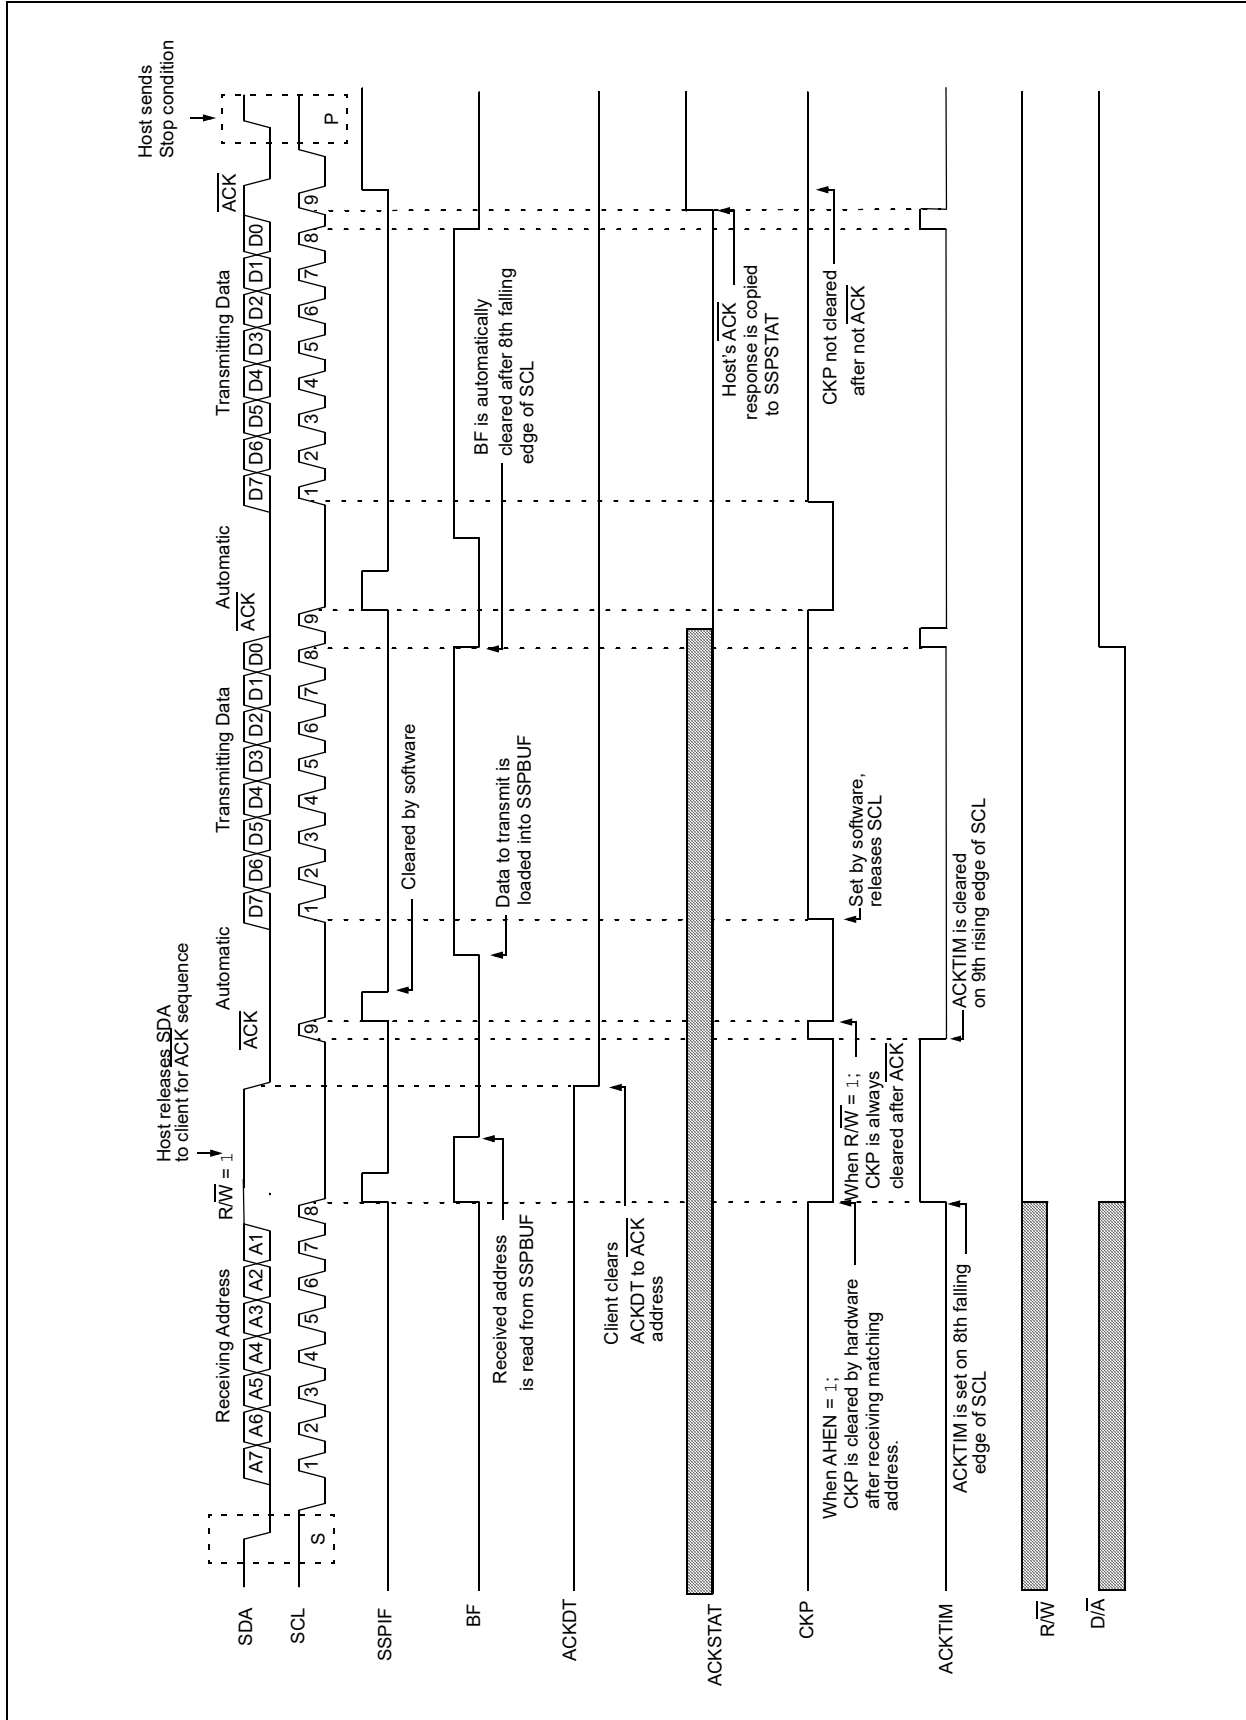 Host releases SDA
to client for ACK sequence
Host sends
Stop condition
Receiving Address
R/W = 1
ACK
Automatic
Transmitting Data
ACK
Automatic
Transmitting Data
ACK
SDA
A7 A6 A5 A4 A3 A2 A1
D7 D6 D5 D4 D3 D2 D1 D0
D7 D6 D5 D4 D3 D2 D1 D0
SCL
S
1 2 3 4 5 6 7 8 9
1 2 3 4 5 6 7 8 9
1 2 3 4 5 6 7 8 9
P
SSPIF
Cleared by software
BF
Received address
is read from SSPBUF
Data to transmit is
loaded into SSPBUF
BF is automatically
cleared after 8th falling
edge of SCL
ACKDT
Client clears
ACKDT to ACK
address
ACKSTAT
Host's ACK
response is copied
to SSPSTAT
CKP
When AHEN = 1;
CKP is cleared by hardware
after receiving matching
address.
When R/W = 1;
CKP is always
cleared after ACK
Set by software,
releases SCL
CKP not cleared
after not ACK
ACKTIM
ACKTIM is set on 8th falling
edge of SCL
ACKTIM is cleared
on 9th rising edge of SCL
R/W
D/A